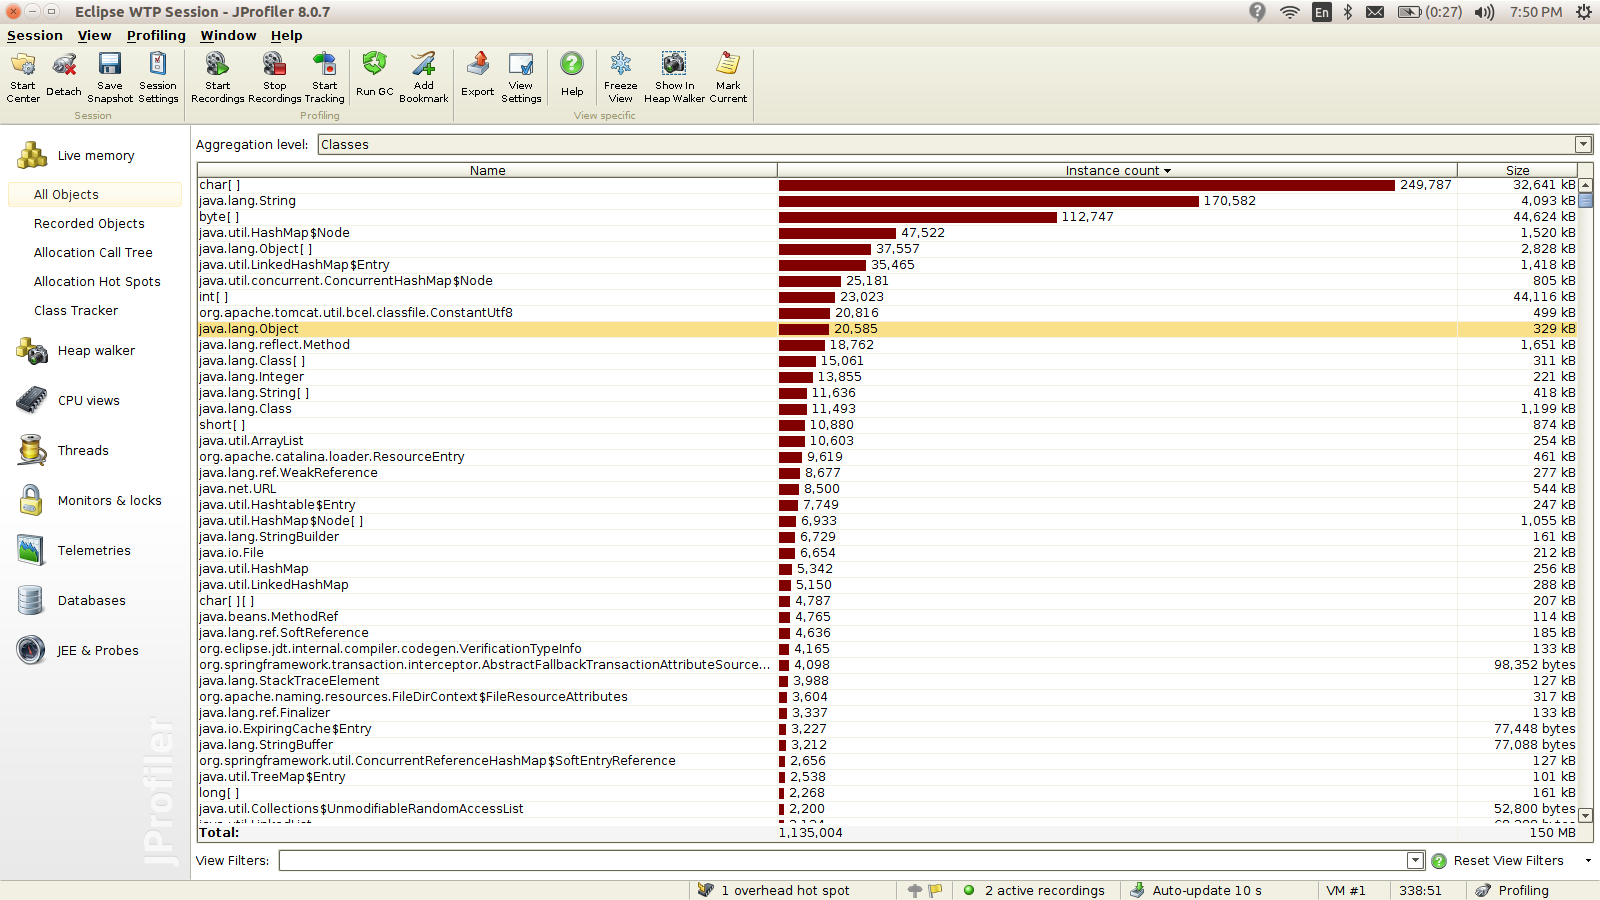 Eclipse WTP Session - JProfiler 8.0.7
En (0:27) 7:50 PM
Session View Profiling Window Help
Start Center
Detach
Save Snapshot
Session Settings
Start Recordings
Stop Recordings
Start Tracking
Run GC
Add Bookmark
Export
View Settings
Help
Freeze View
Show In Heap Walker
Mark Current
Session Profiling View specific
Live memory
All Objects
Recorded Objects
Allocation Call Tree
Allocation Hot Spots
Class Tracker
Heap walker
CPU views
Threads
Monitors & locks
Telemetries
Databases
JEE & Probes
JProfiler
Aggregation level: Classes
Name Instance count Size
char[ ] 249,787 32,641 kB
java.lang.String 170,582 4,093 kB
byte[ ] 112,747 44,624 kB
java.util.HashMap$Node 47,522 1,520 kB
java.lang.Object[ ] 37,557 2,828 kB
java.util.LinkedHashMap$Entry 35,465 1,418 kB
java.util.concurrent.ConcurrentHashMap$Node 25,181 805 kB
int[ ] 23,023 44,116 kB
org.apache.tomcat.util.bcel.classfile.ConstantUtf8 20,816 499 kB
java.lang.Object 20,585 329 kB
java.lang.reflect.Method 18,762 1,651 kB
java.lang.Class[ ] 15,061 311 kB
java.lang.Integer 13,855 221 kB
java.lang.String[ ] 11,636 418 kB
java.lang.Class 11,493 1,199 kB
short[ ] 10,880 874 kB
java.util.ArrayList 10,603 254 kB
org.apache.catalina.loader.ResourceEntry 9,619 461 kB
java.lang.ref.WeakReference 8,677 277 kB
java.net.URL 8,500 544 kB
java.util.Hashtable$Entry 7,749 247 kB
java.util.HashMap$Node[ ] 6,933 1,055 kB
java.lang.StringBuilder 6,729 161 kB
java.io.File 6,654 212 kB
java.util.HashMap 5,342 256 kB
java.util.LinkedHashMap 5,150 288 kB
char[ ][ ] 4,787 207 kB
java.beans.MethodRef 4,765 114 kB
java.lang.ref.SoftReference 4,636 185 kB
org.eclipse.jdt.internal.compiler.codegen.VerificationTypeInfo 4,165 133 kB
org.springframework.transaction.interceptor.AbstractFallbackTransactionAttributeSource... 4,098 98,352 bytes
java.lang.StackTraceElement 3,988 127 kB
org.apache.naming.resources.FileDirContext$FileResourceAttributes 3,604 317 kB
java.lang.ref.Finalizer 3,337 133 kB
java.io.ExpiringCache$Entry 3,227 77,448 bytes
java.lang.StringBuffer 3,212 77,088 bytes
org.springframework.util.ConcurrentReferenceHashMap$SoftEntryReference 2,656 127 kB
java.util.TreeMap$Entry 2,538 101 kB
long[ ] 2,268 161 kB
java.util.Collections$UnmodifiableRandomAccessList 2,200 52,800 bytes
Total: 1,135,004 150 MB
View Filters: Reset View Filters
1 overhead hot spot 2 active recordings Auto-update 10 s VM #1 338:51 Profiling